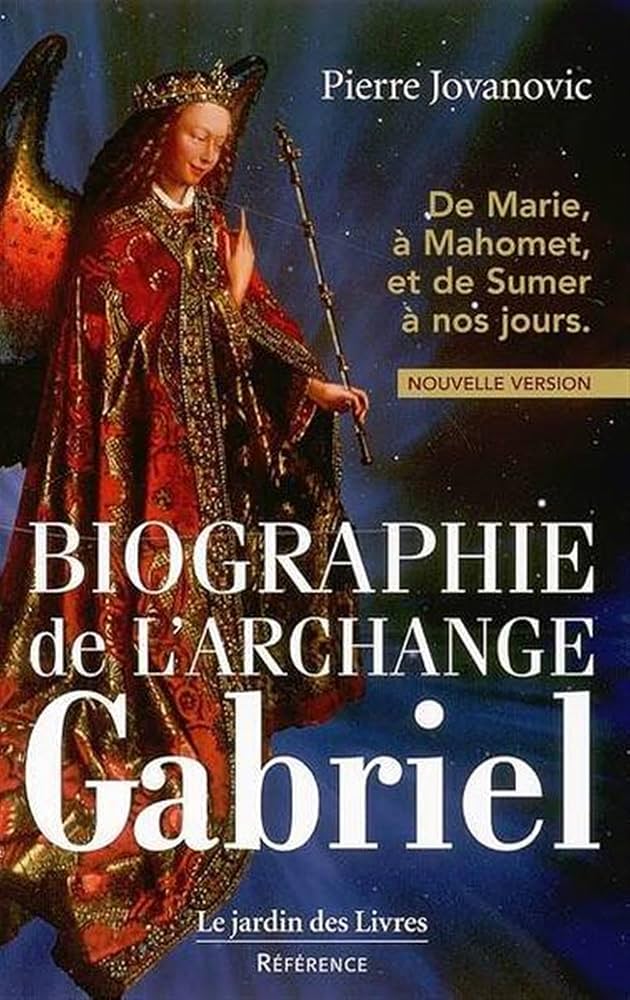 Pierre Jovanovic
De Marie,
à Mahomet,
et de Sumer
à nos jours.
NOUVELLE VERSION
BIOGRAPHIE
de L'ARCHANGE
Gabriel
Le jardin des Livres
RÉFÉRENCE